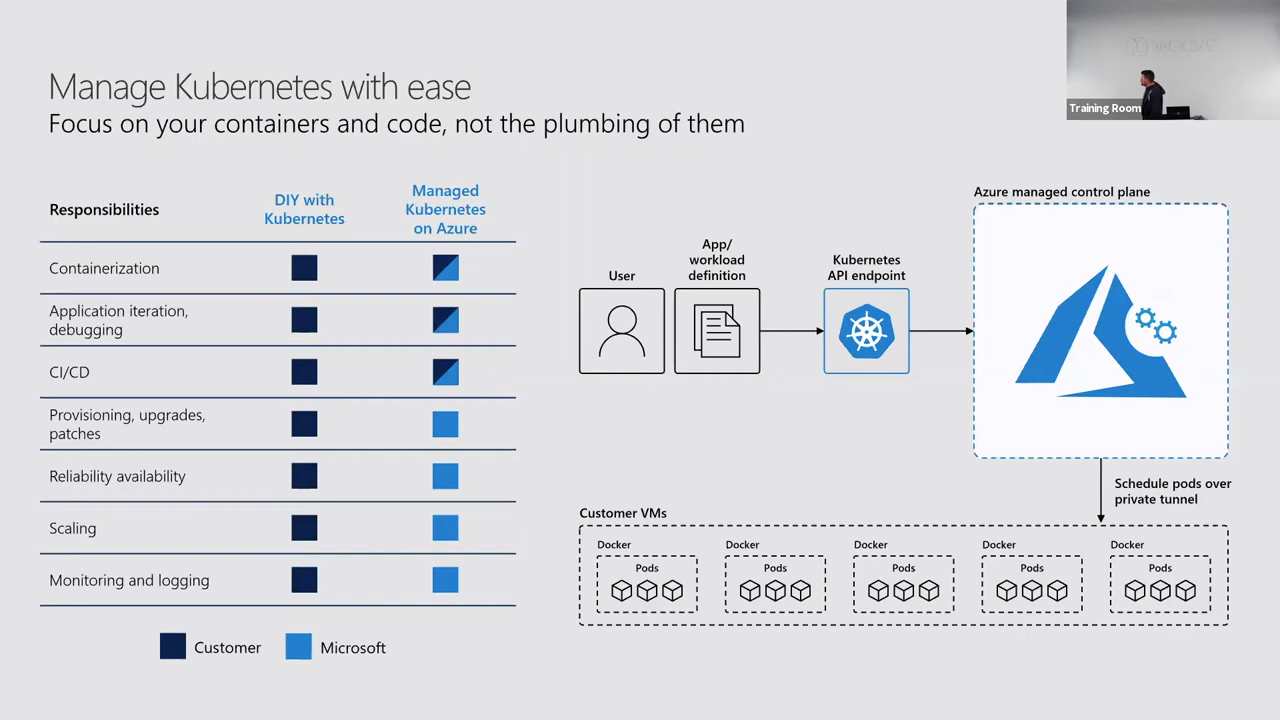 Manage Kubernetes with ease
Focus on your containers and code, not the plumbing of them
Training Room
Responsibilities
DIY with
Kubernetes
Managed
Kubernetes
on Azure
Containerization
Application iteration,
debugging
CI/CD
Provisioning, upgrades,
patches
Reliability availability
Scaling
Monitoring and logging
Customer
Microsoft
User
App/
workload
definition
Kubernetes
API endpoint
Azure managed control plane
Schedule pods over
private tunnel
Customer VMs
Docker
Pods
Docker
Pods
Docker
Pods
Docker
Pods
Docker
Pods